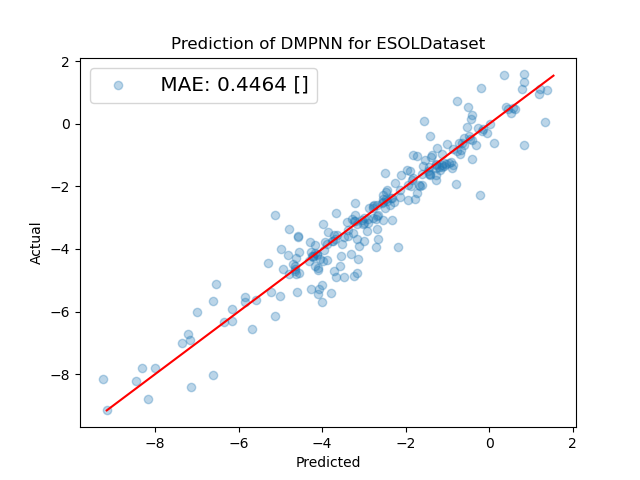 Prediction of DMPNN for ESOLDataset
MAE: 0.4464 []
2
0
−2
−4
−6
−8
Actual
−8 −6 −4 −2 0 2
Predicted